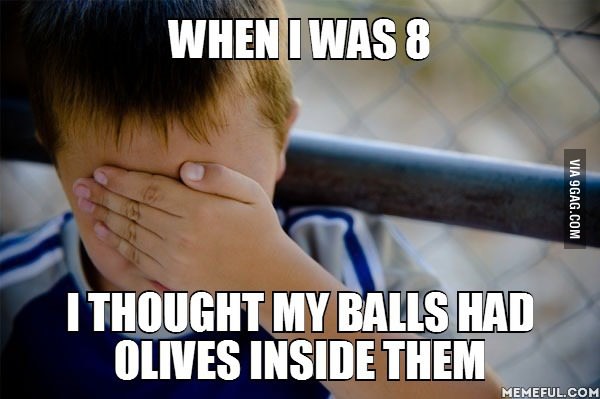 WHEN I WAS 8
VIA 9GAG.COM
I THOUGHT MY BALLS HAD
OLIVES INSIDE THEM
MEMEFUL.COM